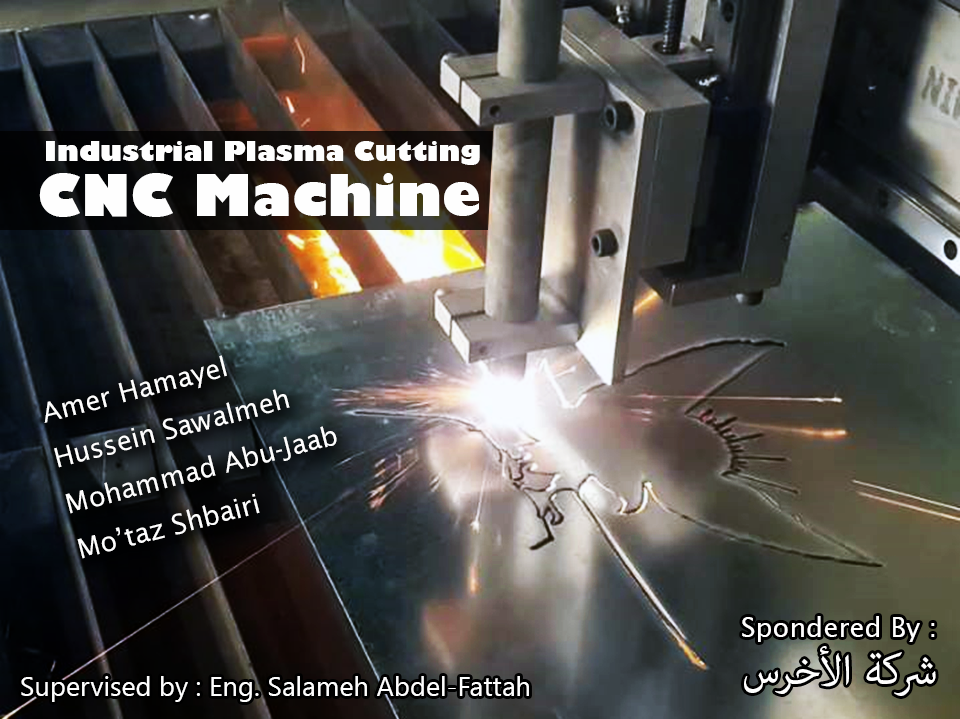 Industrial Plasma Cutting
CNC Machine
Amer Hamayel
Hussein Sawalmeh
Mohammad Abu-Jaab
Mo'taz Shbairi
Spondered By :
شركة الأخرس
Supervised by : Eng. Salameh Abdel-Fattah